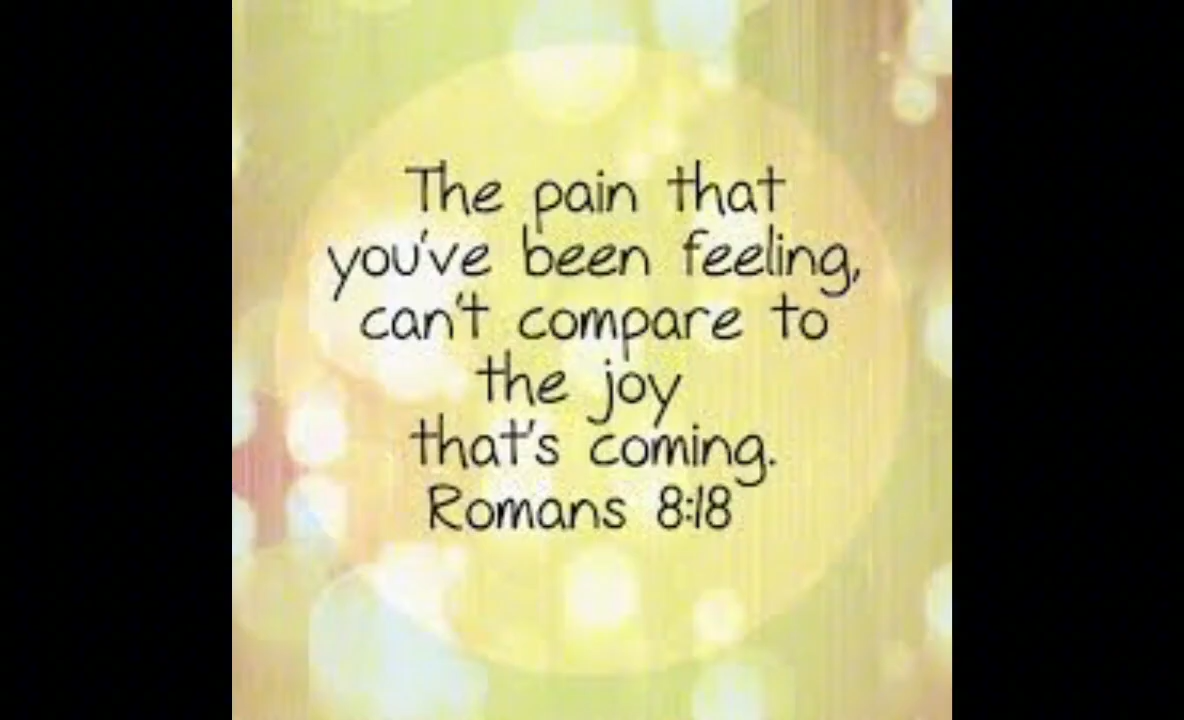 The pain that
you've been feeling,
can't compare to
the joy
that's coming.
Romans 8:18